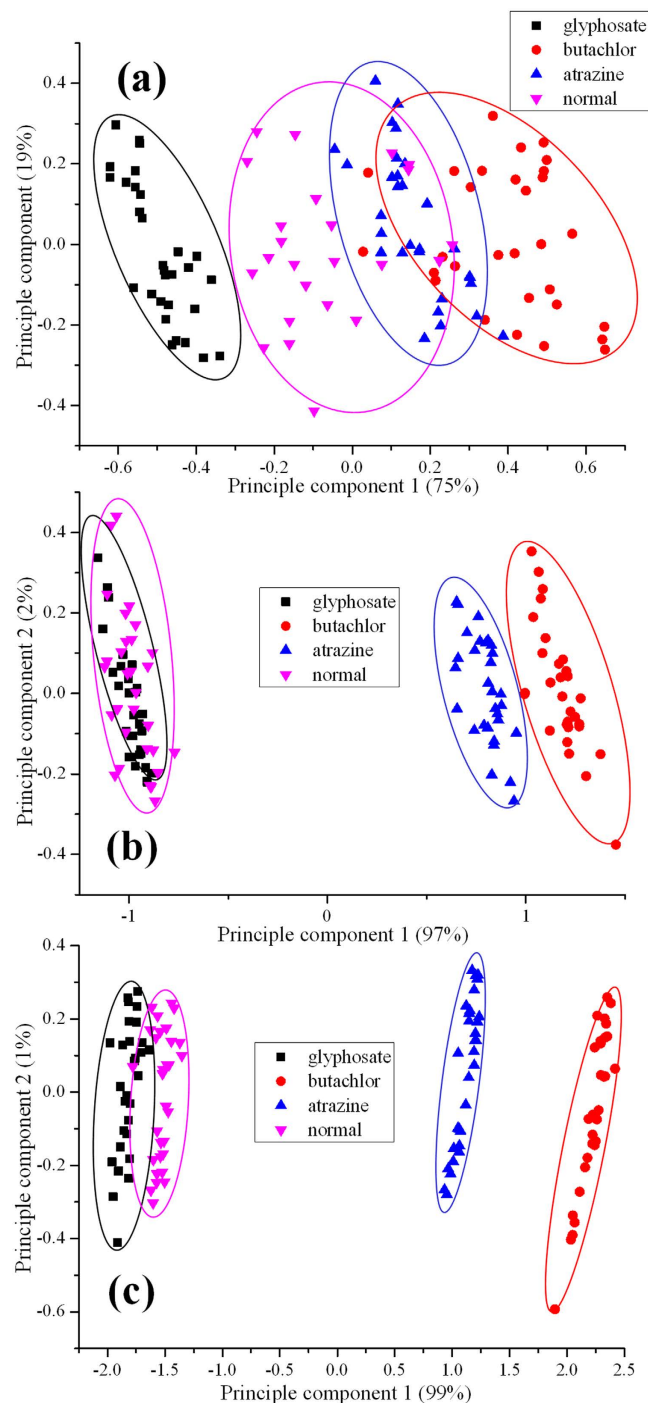 glyphosate
butachlor
atrazine
normal
(a)
0.4
0.2
0.0
-0.2
-0.4
Principle component (19%)
-0.6 -0.4 -0.2 0.0 0.2 0.4 0.6
Principle component 1 (75%)
0.4
0.2
0.0
-0.2
-0.4
Principle component 2 (2%)
glyphosate
butachlor
atrazine
normal
(b)
-1 0 1
Principle component 1 (97%)
0.4
0.2
0.0
-0.2
-0.4
-0.6
Principle component 2 (1%)
glyphosate
butachlor
atrazine
normal
(c)
-2.0 -1.5 -1.0 -0.5 0.0 0.5 1.0 1.5 2.0 2.5
Principle component 1 (99%)